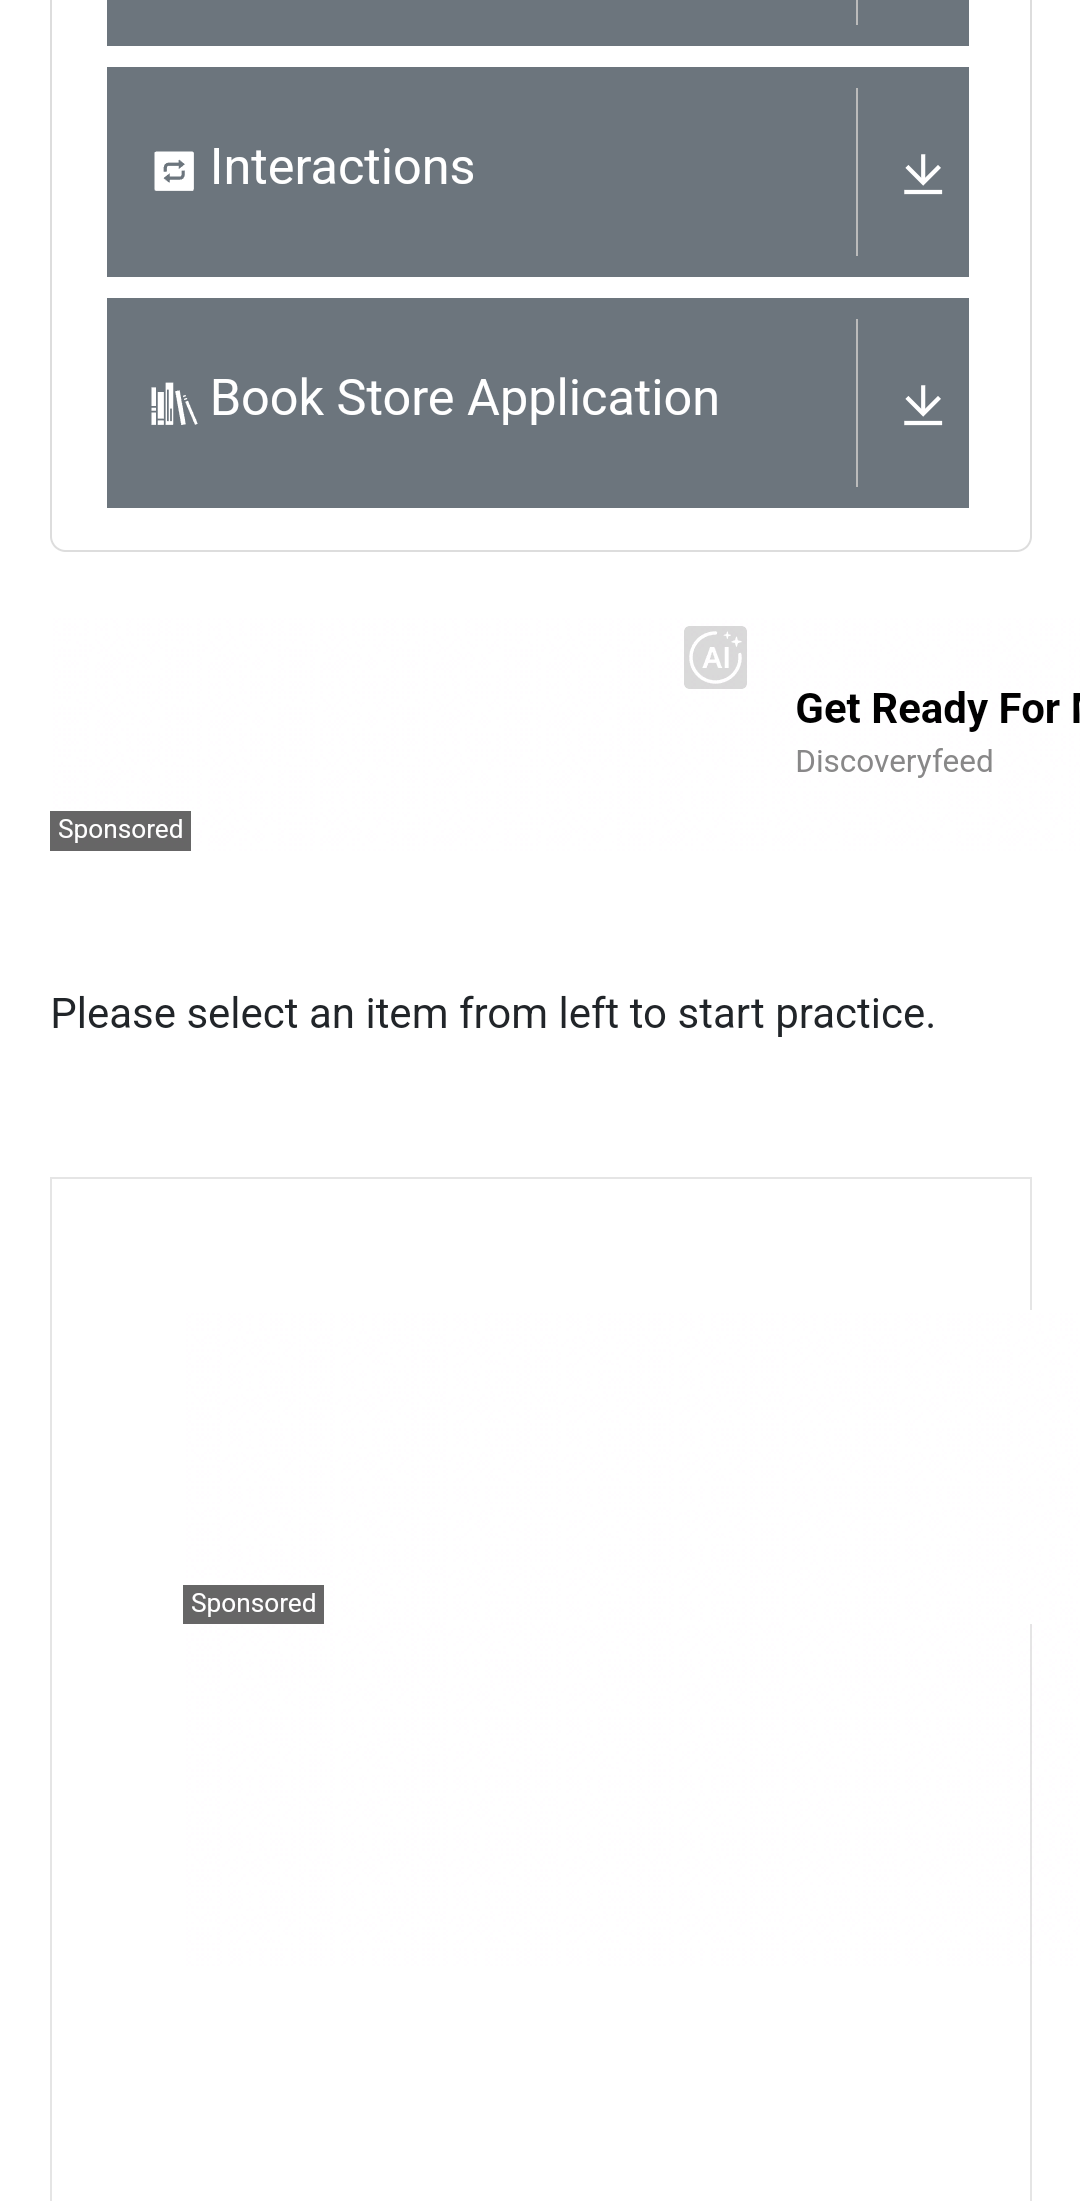 Interactions
Book Store Application
AI
Get Ready For
Discoveryfeed
Sponsored
Please select an item from left to start practice.
Sponsored